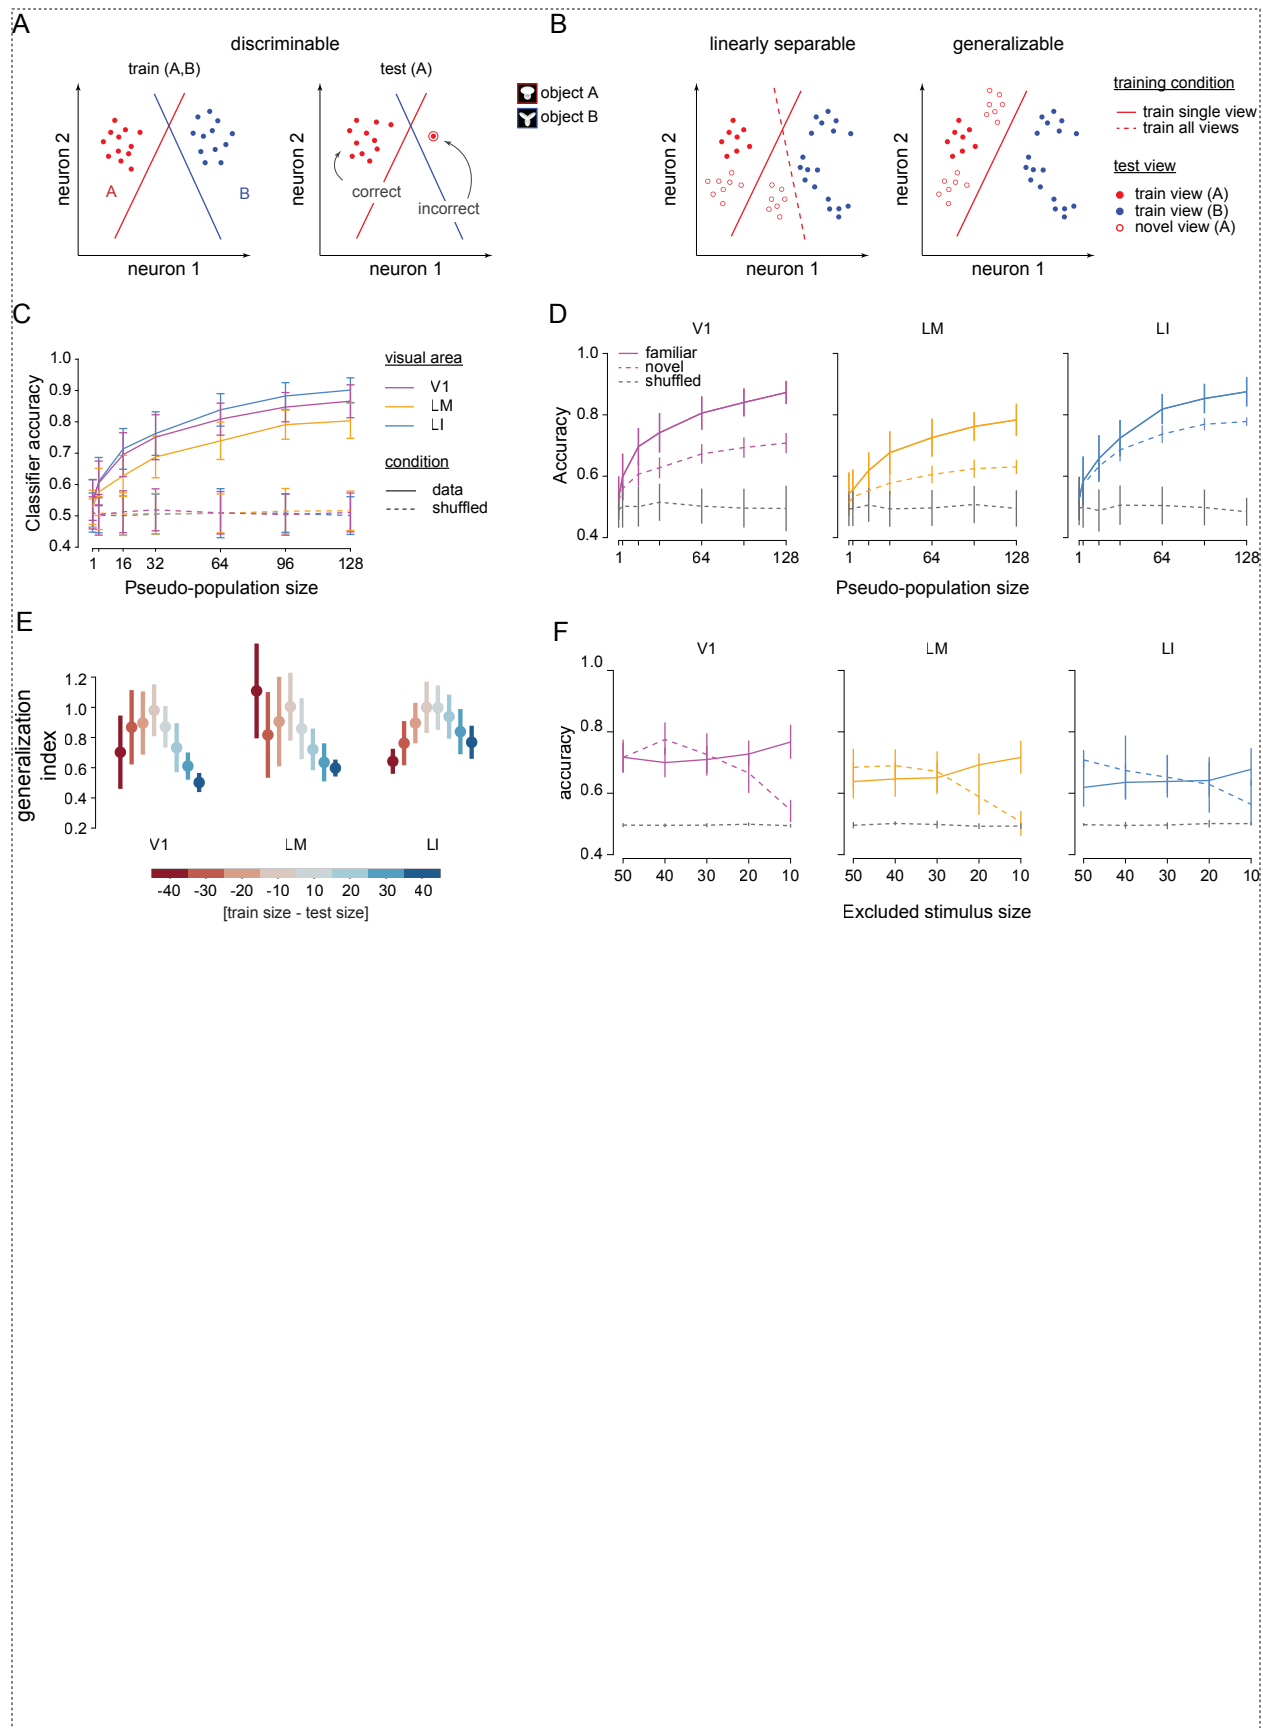 A
discriminable
train (A,B)
test (A)
neuron 2
A
B
neuron 1
neuron 2
correct
incorrect
neuron 1
object A
object B
B
linearly separable
generalizable
neuron 2
neuron 1
neuron 2
neuron 1
training condition
train single view
train all views
test view
train view (A)
train view (B)
novel view (A)
C
Classifier accuracy
1.0
0.9
0.8
0.7
0.6
0.5
0.4
1 16 32 64 96 128
Pseudo-population size
visual area
V1
LM
LI
condition
data
shuffled
D
V1
LM
LI
Accuracy
1.0
0.8
0.6
0.4
familiar
novel
shuffled
1 64 128
1 64 128
1 64 128
Pseudo-population size
E
generalization
index
1.2
1.0
0.8
0.6
0.4
0.2
V1
LM
LI
-40 -30 -20 -10 10 20 30 40
[train size - test size]
F
V1
LM
LI
accuracy
1.0
0.8
0.6
0.4
50 40 30 20 10
50 40 30 20 10
50 40 30 20 10
Excluded stimulus size